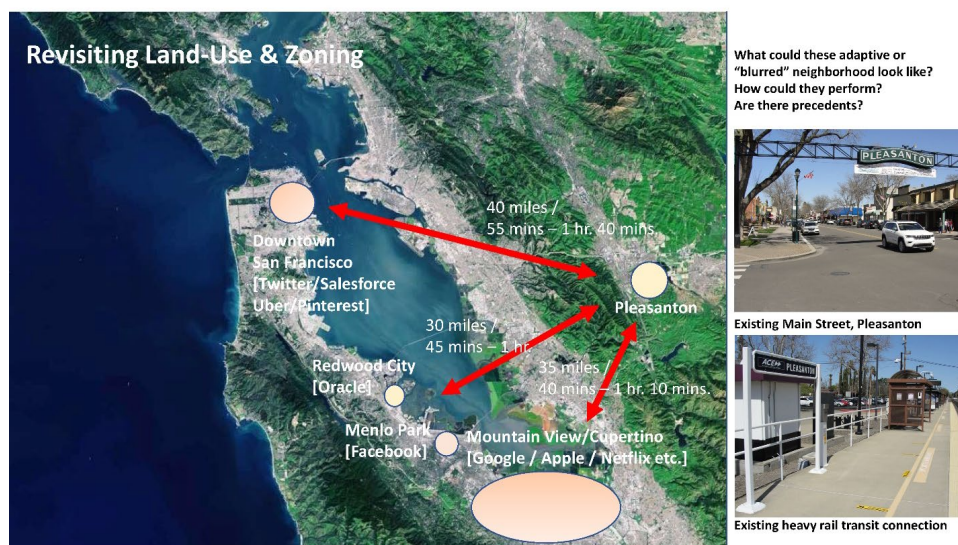 Revisiting Land-Use & Zoning
40 miles /
55 mins – 1 hr. 40 mins.
Downtown
San Francisco
[Twitter/Salesforce
Uber/Pinterest]
Pleasanton
30 miles /
45 mins – 1 hr.
Redwood City
[Oracle]
35 miles /
40 mins – 1 hr. 10 mins.
Menlo Park
[Facebook]
Mountain View/Cupertino
[Google / Apple / Netflix etc.]
What could these adaptive or
“blurred” neighborhood look like?
How could they perform?
Are there precedents?
PLEASANTON
Existing Main Street, Pleasanton
ACE PLEASANTON
Existing heavy rail transit connection